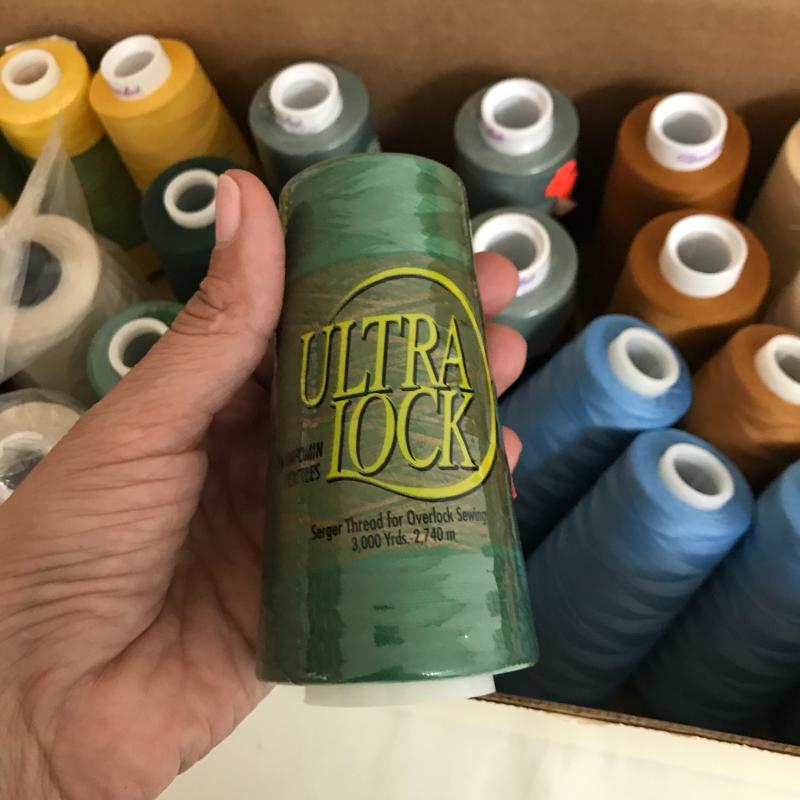 ULTRA
LOCK
Serger Thread for Overlock Sewing
3,000 Yrds.-2,740 m